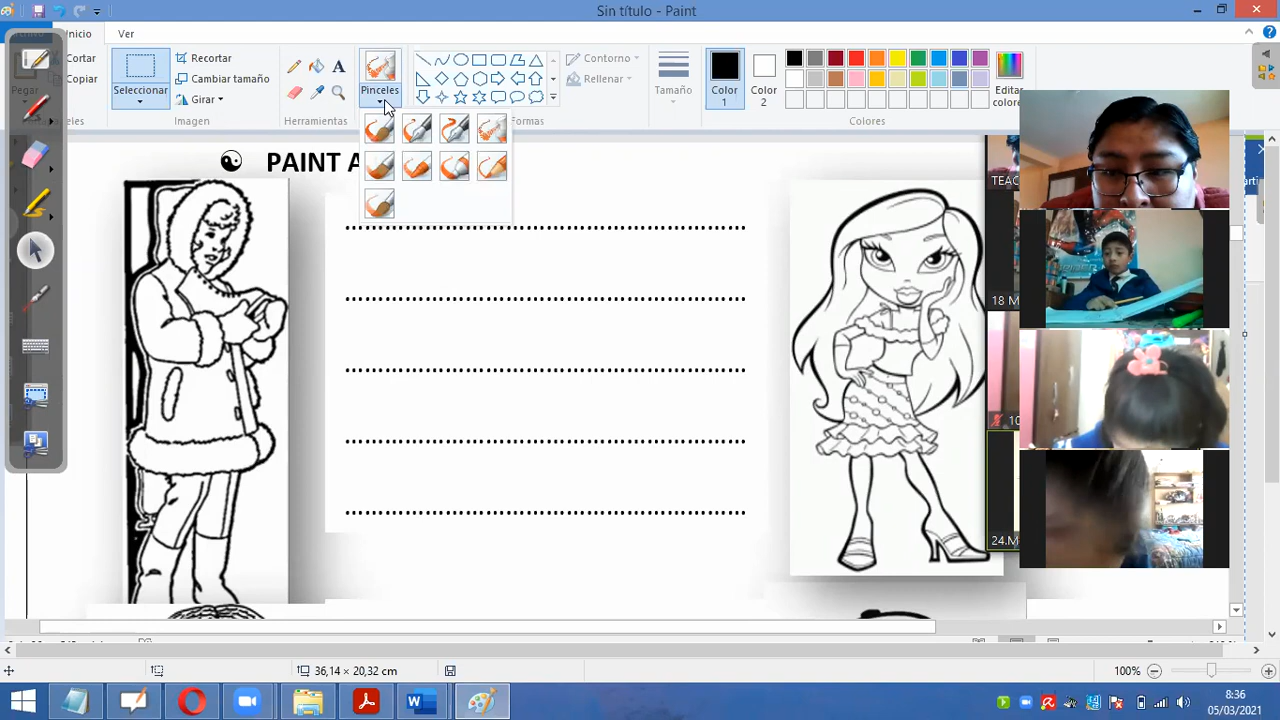 Sin título - Paint
Inicio
Ver
Cortar
Copiar
Pegar
Seleccionar
Recortar
Cambiar tamaño
Girar
Imagen
Herramientas
Pinceles
Formas
Contorno
Rellenar
Tamaño
Color
1
Color
2
Colores
Editar
colores
PAINT A
TEAC
18 M
10
24.M
36,14 × 20,32 cm
100%
8:36
05/03/2021